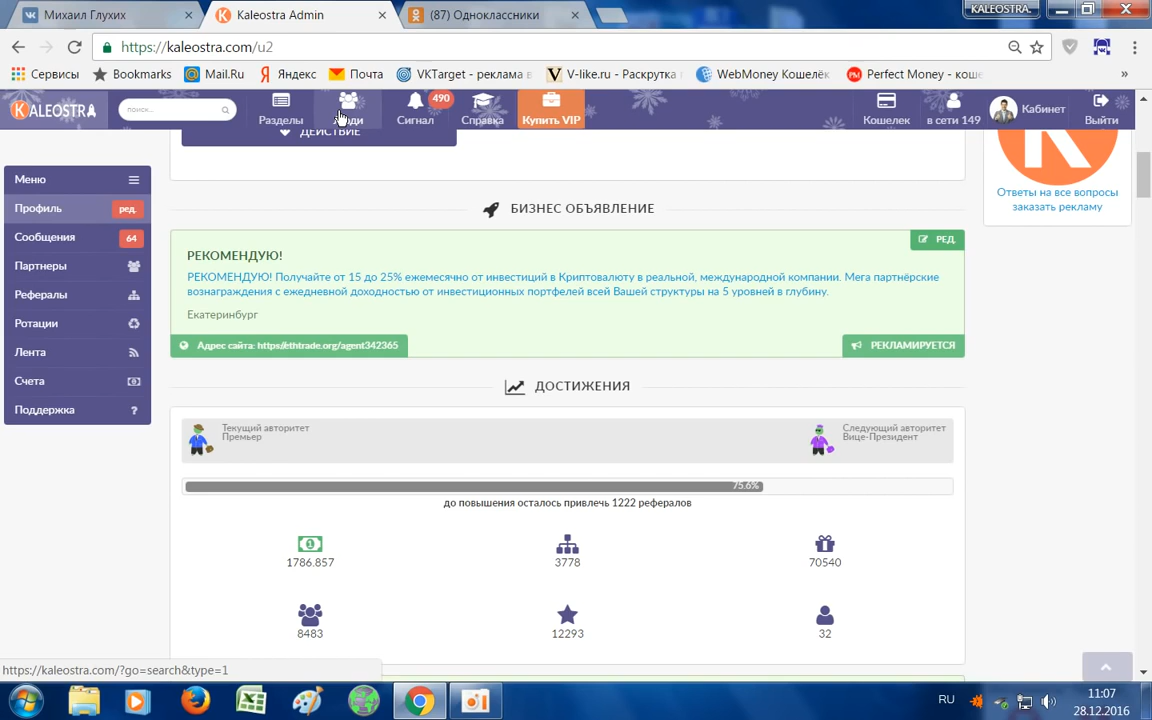 Михаил Глухих
Kaleostra Admin
(87) Одноклассники
KALEOSTRA.
https://kaleostra.com/u2
Сервисы
Bookmarks
Mail.Ru
Яндекс
Почта
VKTarget - реклама в
V-like.ru - Раскрутка
WebMoney Кошелёк
Perfect Money - коше
»
KALEOSTRA
поиск...
Разделы
Люди
490
Сигнал
Справка
Купить VIP
Кошелек
в сети 149
Кабинет
Выйти
ДЕЙСТВИЕ
Ответы на все вопросы
заказать рекламу
Меню
Профиль
ред.
Сообщения
64
Партнеры
Рефералы
Ротации
Лента
Счета
Поддержка
?
БИЗНЕС ОБЪЯВЛЕНИЕ
РЕД.
РЕКОМЕНДУЮ!
РЕКОМЕНДУЮ! Получайте от 15 до 25% ежемесячно от инвестиций в Криптовалюту в реальной, международной компании. Мега партнёрские
вознаграждения с ежедневной доходностью от инвестиционных портфелей всей Вашей структуры на 5 уровней в глубину.
Екатеринбург
Адрес сайта: https://ethtrade.org/agent342365
РЕКЛАМИРУЕТСЯ
ДОСТИЖЕНИЯ
Текущий авторитет
Премьер
Следующий авторитет
Вице-Президент
75.6%
до повышения осталось привлечь 1222 рефералов
1786.857
3778
70540
8483
12293
32
https://kaleostra.com/?go=search&type=1
RU
11:07
28.12.2016